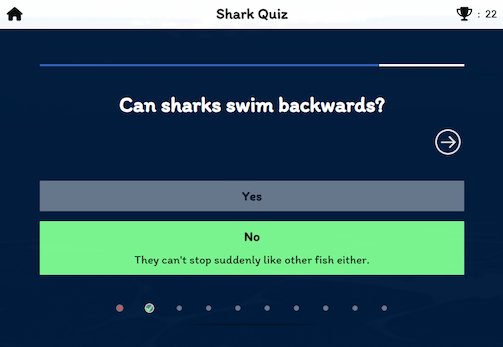 Shark Quiz
: 22
Can sharks swim backwards?
Yes
No
They can't stop suddenly like other fish either.